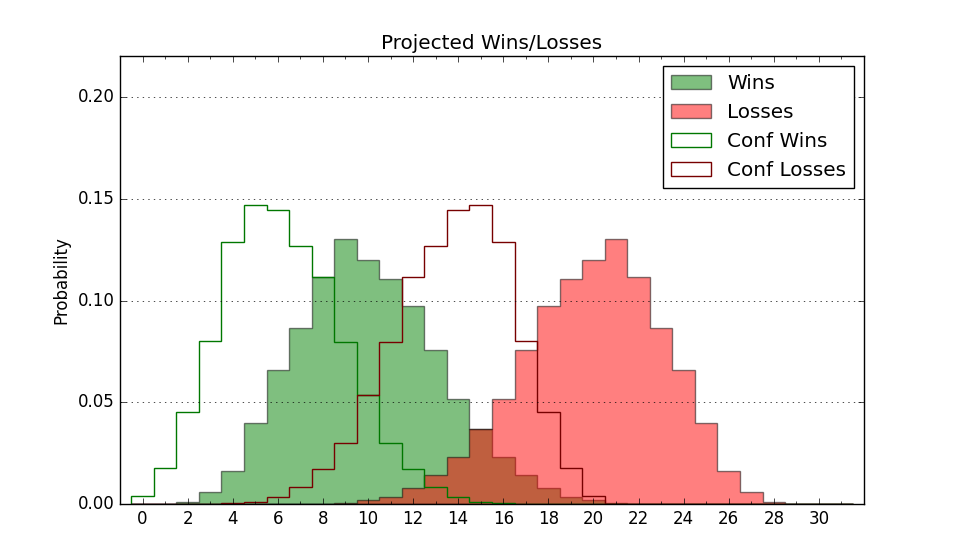 Projected Wins/Losses
Wins
Losses
Conf Wins
Conf Losses
Probability
0.20
0.15
0.10
0.05
0.00
0 2 4 6 8 10 12 14 16 18 20 22 24 26 28 30